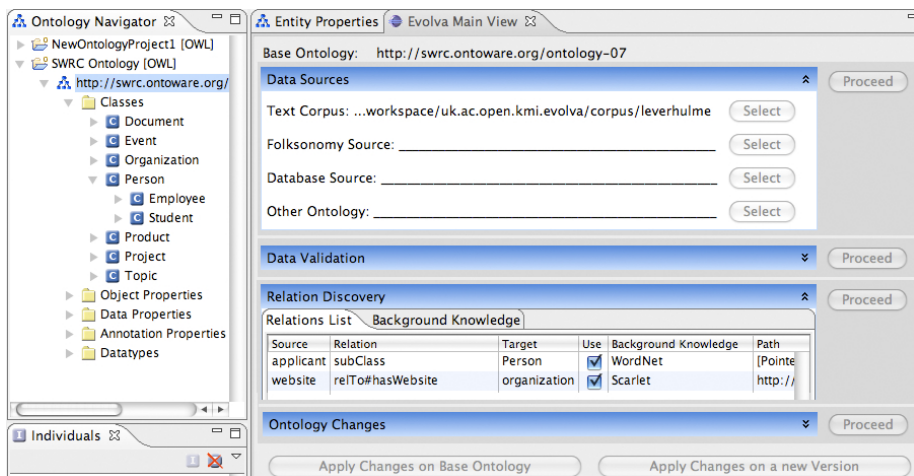 Ontology Navigator
NewOntologyProject1 [OWL]
SWRC Ontology [OWL]
http://swrc.ontoware.org/
Classes
Document
Event
Organization
Person
Employee
Student
Product
Project
Topic
Object Properties
Data Properties
Annotation Properties
Datatypes
Individuals
Entity Properties Evolva Main View
Base Ontology: http://swrc.ontoware.org/ontology-07
Data Sources Proceed
Text Corpus: ...workspace/uk.ac.open.kmi.evolva/corpus/leverhulme Select
Folksonomy Source: Select
Database Source: Select
Other Ontology: Select
Data Validation Proceed
Relation Discovery Proceed
Relations List Background Knowledge
Source Relation Target Use Background Knowledge Path
applicant subClass Person WordNet [Pointe
website relTo#hasWebsite organization Scarlet http://
Ontology Changes Proceed
Apply Changes on Base Ontology Apply Changes on a new Version